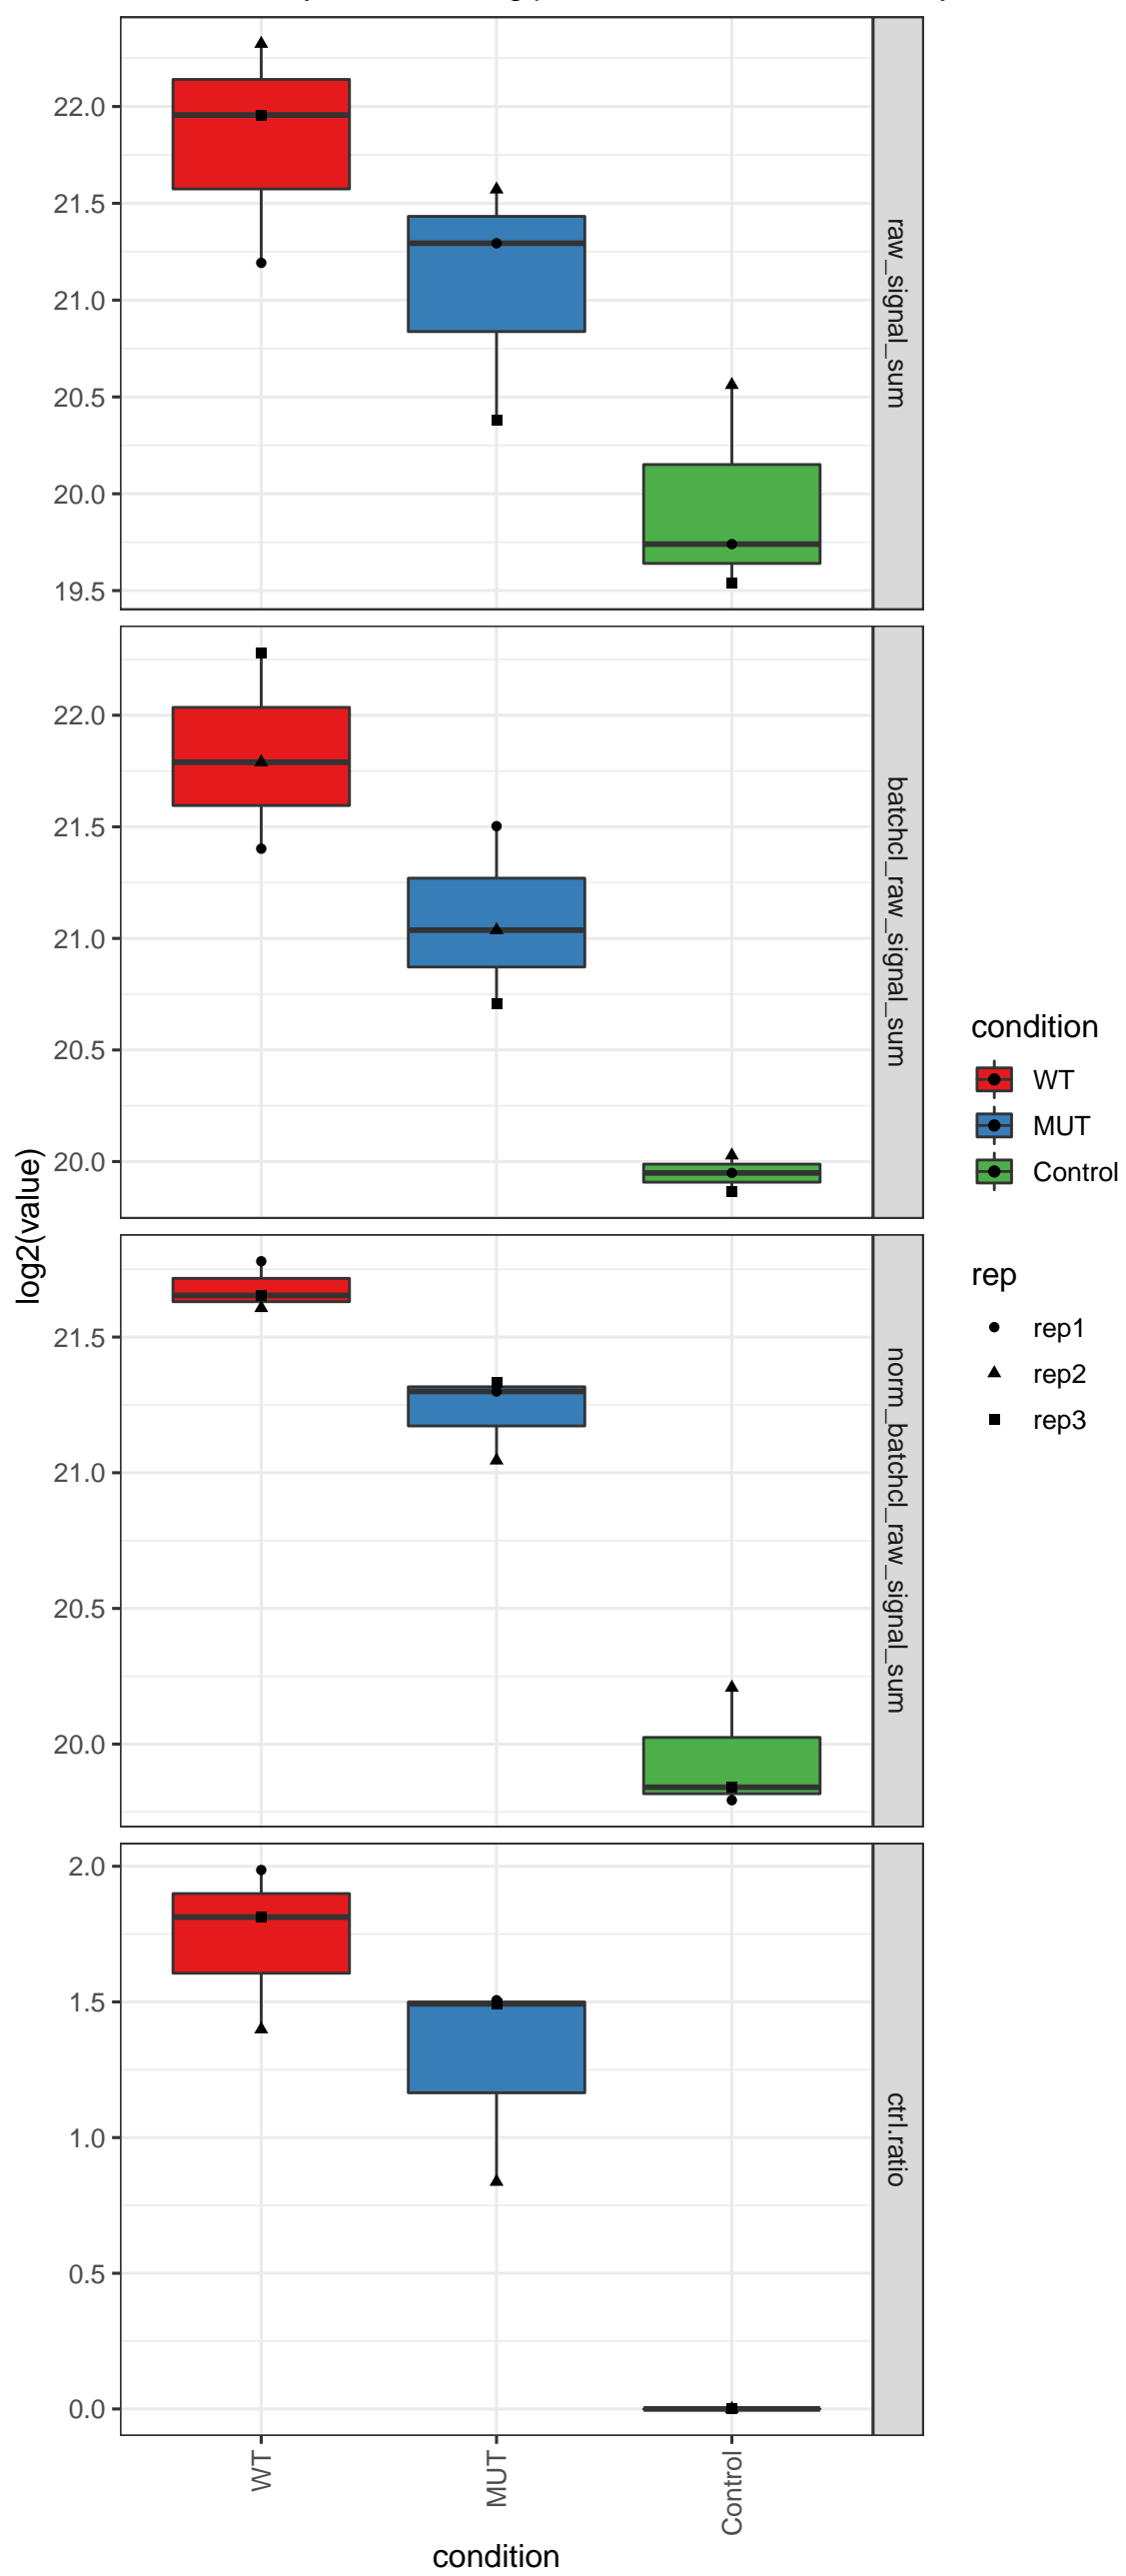 22.0
21.5
21.0
20.5
20.0
19.5
raw_signal_sum
22.0
21.5
21.0
20.5
20.0
batchcl_raw_signal_sum
21.5
21.0
20.5
20.0
norm_batchcl_raw_signal_sum
2.0
1.5
1.0
0.5
0.0
ctrl.ratio
log2(value)
WT
MUT
Control
condition
condition
WT
MUT
Control
rep
rep1
rep2
rep3